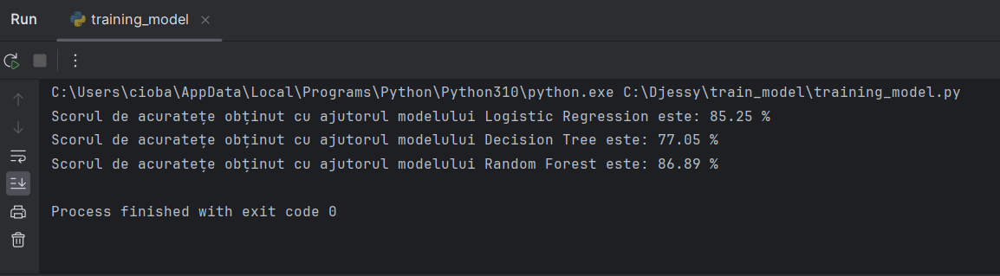 Run training_model
C:\Users\cioba\AppData\Local\Programs\Python\Python310\python.exe C:\Djessy\train_model\training_model.py
Scorul de acuratețe obținut cu ajutorul modelului Logistic Regression este: 85.25 %
Scorul de acuratețe obținut cu ajutorul modelului Decision Tree este: 77.05 %
Scorul de acuratețe obținut cu ajutorul modelului Random Forest este: 86.89 %
Process finished with exit code 0